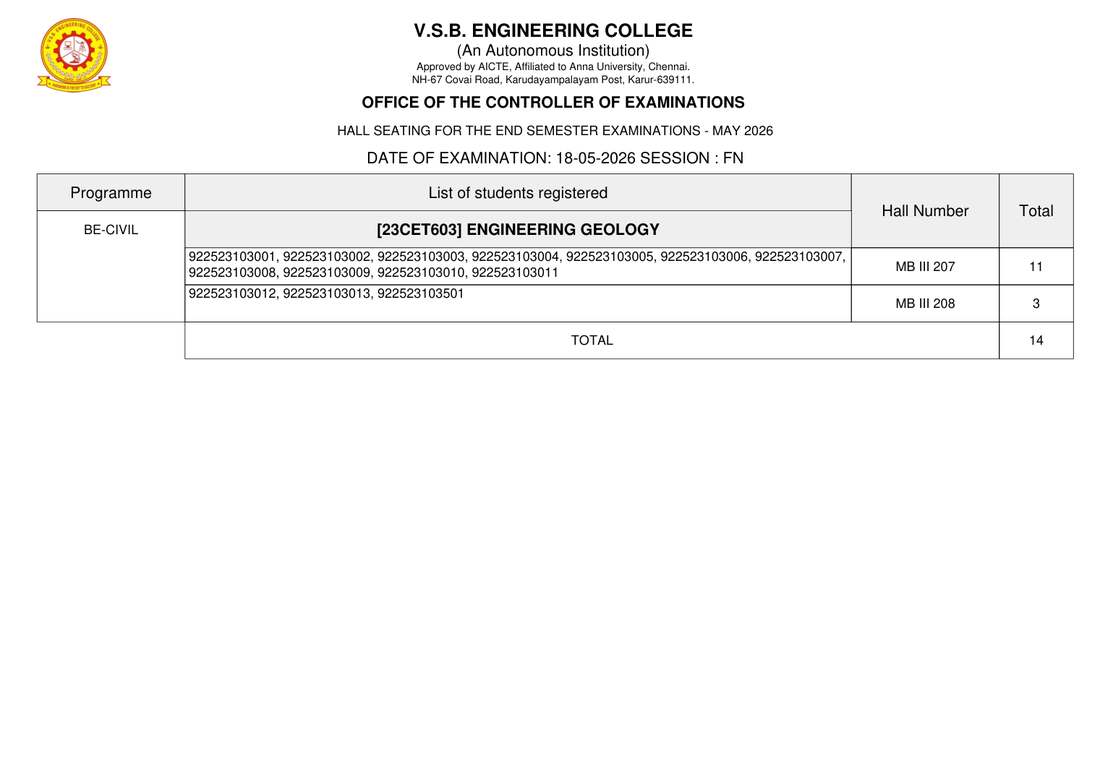 V.S.B. ENGINEERING COLLEGE
(An Autonomous Institution)
Approved by AICTE, Affiliated to Anna University, Chennai.
NH-67 Covai Road, Karudayampalayam Post, Karur-639111.
OFFICE OF THE CONTROLLER OF EXAMINATIONS
HALL SEATING FOR THE END SEMESTER EXAMINATIONS - MAY 2026
DATE OF EXAMINATION: 18-05-2026 SESSION : FN
Programme
List of students registered
Hall Number
Total
BE-CIVIL
[23CET603] ENGINEERING GEOLOGY
922523103001, 922523103002, 922523103003, 922523103004, 922523103005, 922523103006, 922523103007,
922523103008, 922523103009, 922523103010, 922523103011
MB III 207
11
922523103012, 922523103013, 922523103501
MB III 208
3
TOTAL
14